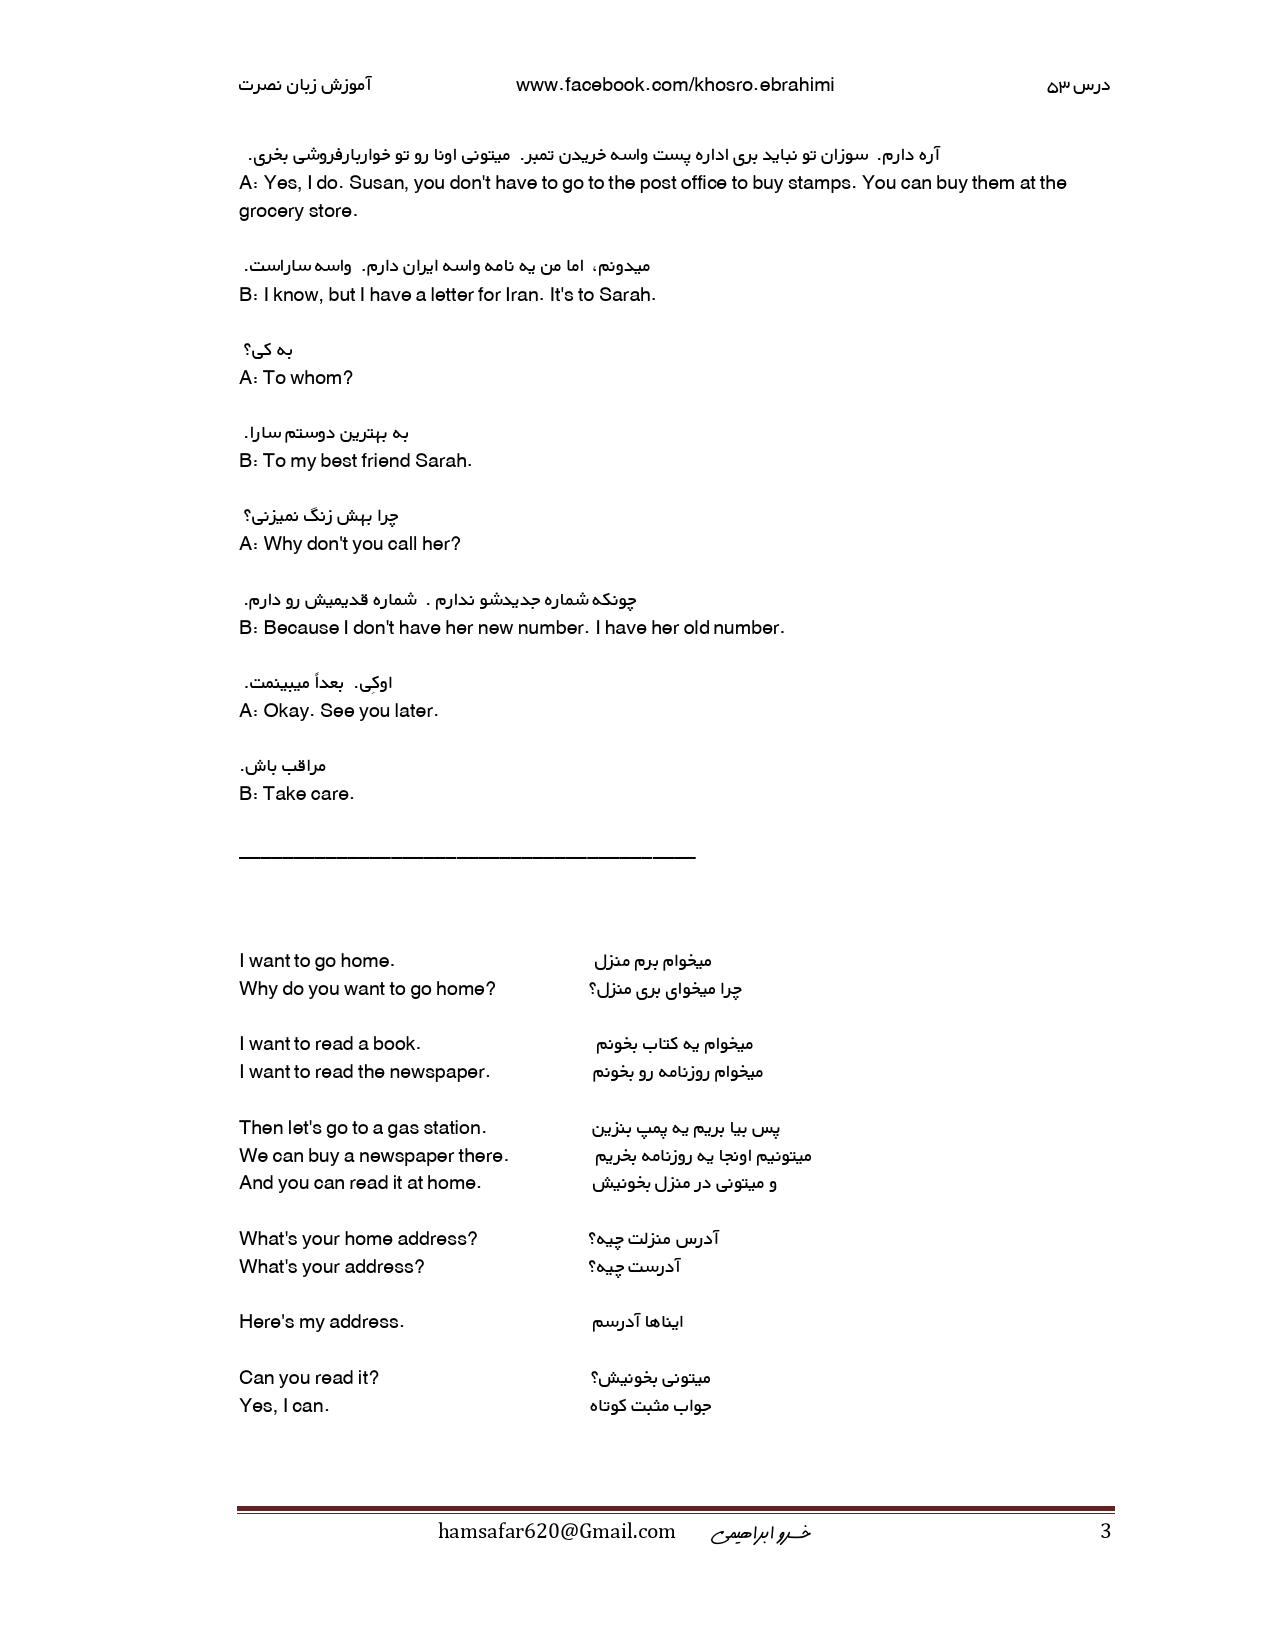 آموزش زبان نصرت www.facebook.com/khosro.ebrahimi درس ۵۳
آره دارم. سوزان تو نباید بری اداره پست واسه خریدن تمبر. میتونی اونا رو تو خواربارفروشی بخری.
A: Yes, I do. Susan, you don't have to go to the post office to buy stamps. You can buy them at the
grocery store.
میدونم، اما من یه نامه واسه ایران دارم. واسه ساراست.
B: I know, but I have a letter for Iran. It's to Sarah.
به کی؟
A: To whom?
به بهترین دوستم سارا.
B: To my best friend Sarah.
چرا بهش زنگ نمیزنی؟
A: Why don't you call her?
چونکه شماره جدیدشو ندارم . شماره قدیمیش رو دارم.
B: Because I don't have her new number. I have her old number.
اوکِی. بعداً میبینمت.
A: Okay. See you later.
مراقب باش.
B: Take care.
I want to go home. میخوام برم منزل
Why do you want to go home? چرا میخوای بری منزل؟
I want to read a book. میخوام یه کتاب بخونم
I want to read the newspaper. میخوام روزنامه رو بخونم
Then let's go to a gas station. پس بیا بریم یه پمپ بنزین
We can buy a newspaper there. میتونیم اونجا یه روزنامه بخریم
And you can read it at home. و میتونی در منزل بخونیش
What's your home address? آدرس منزلت چیه؟
What's your address? آدرست چیه؟
Here's my address. ایناها آدرسم
Can you read it? میتونی بخونیش؟
Yes, I can. جواب مثبت کوتاه
hamsafar620@Gmail.com خسرو ابراهیمی 3